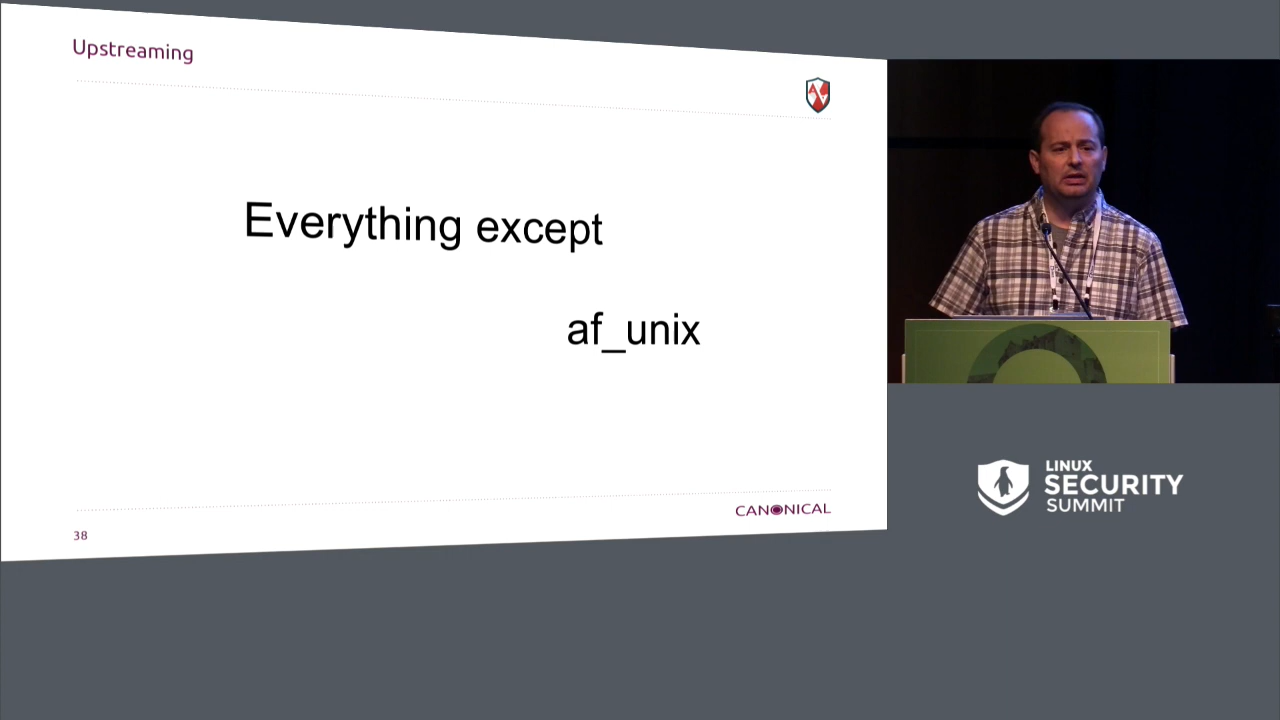 Upstreaming
Everything except
af_unix
CANONICAL
38
LINUX
SECURITY
SUMMIT